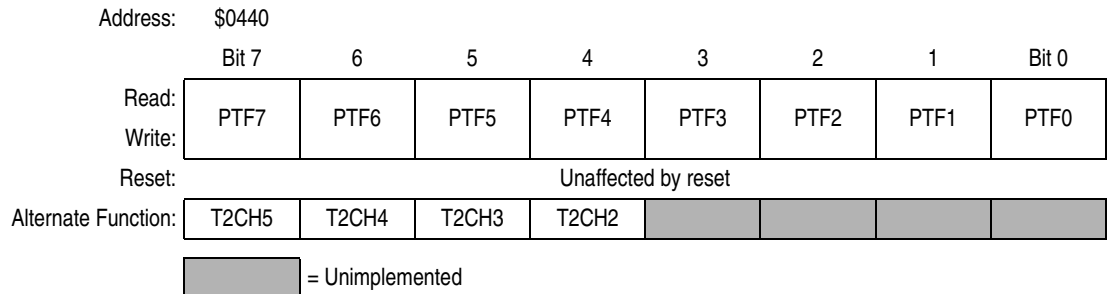 Address: $0440
Bit 7 6 5 4 3 2 1 Bit 0
Read:
PTF7 PTF6 PTF5 PTF4 PTF3 PTF2 PTF1 PTF0
Write:
Reset: Unaffected by reset
Alternate Function: T2CH5 T2CH4 T2CH3 T2CH2
= Unimplemented